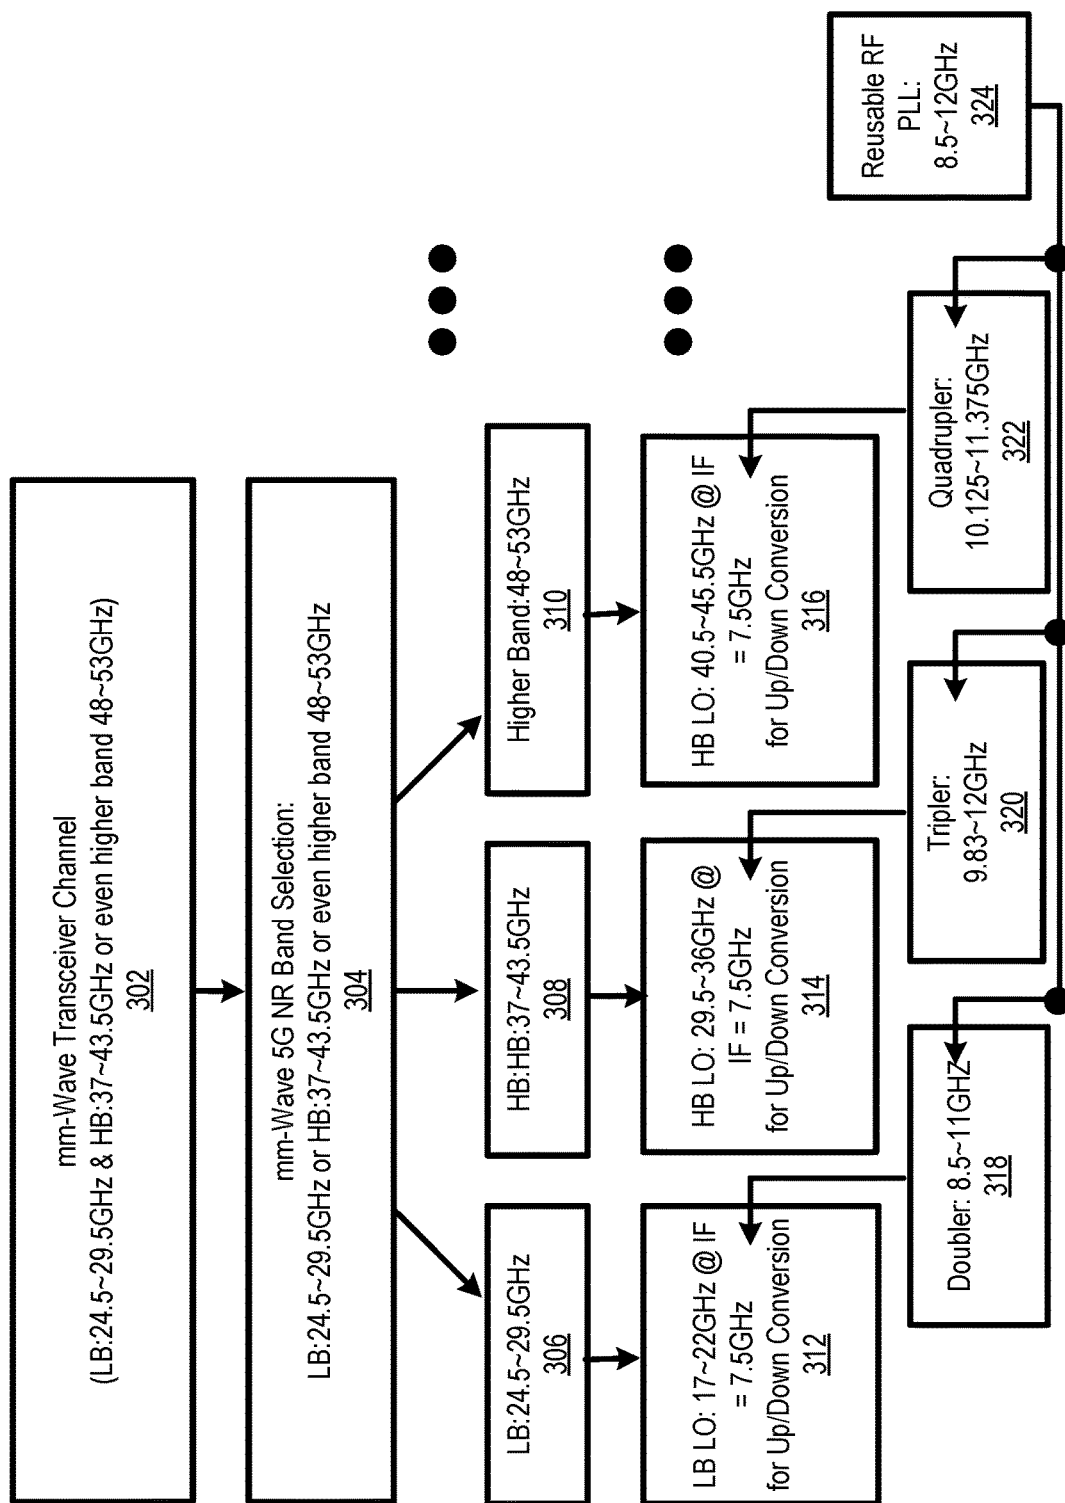 mm-Wave Transceiver Channel
(LB:24.5~29.5GHz & HB:37~43.5GHz or even higher band 48~53GHz)
302
mm-Wave 5G NR Band Selection:
LB:24.5~29.5GHz or HB:37~43.5GHz or even higher band 48~53GHz
304
LB:24.5~29.5GHz
306
HB:HB:37~43.5GHz
308
Higher Band:48~53GHz
310
LB LO: 17~22GHz @ IF
= 7.5GHz
for Up/Down Conversion
312
HB LO: 29.5~36GHz @
IF = 7.5GHz
for Up/Down Conversion
314
HB LO: 40.5~45.5GHz @ IF
= 7.5GHz
for Up/Down Conversion
316
Doubler: 8.5~11GHZ
318
Tripler:
9.83~12GHz
320
Quadrupler:
10.125~11.375GHz
322
Reusable RF
PLL:
8.5~12GHz
324